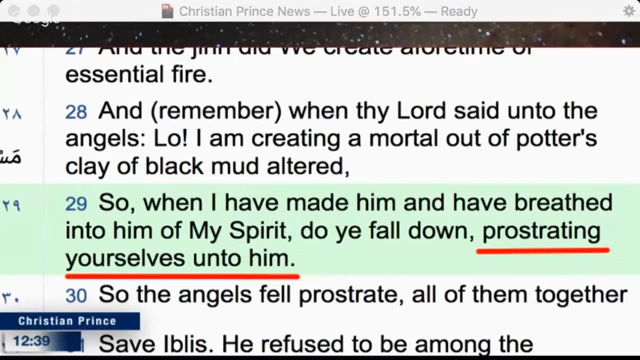 Christian Prince News — Live @ 151.5% — Ready
27 And the jinn did We create aforetime of
essential fire.
٢٨ 28 And (remember) when thy Lord said unto the
angels: Lo! I am creating a mortal out of potter's
clay of black mud altered,
٢٩ 29 So, when I have made him and have breathed
into him of My Spirit, do ye fall down, prostrating
yourselves unto him.
٣٠ 30 So the angels fell prostrate, all of them together
Christian Prince
12:39
Save Iblis. He refused to be among the